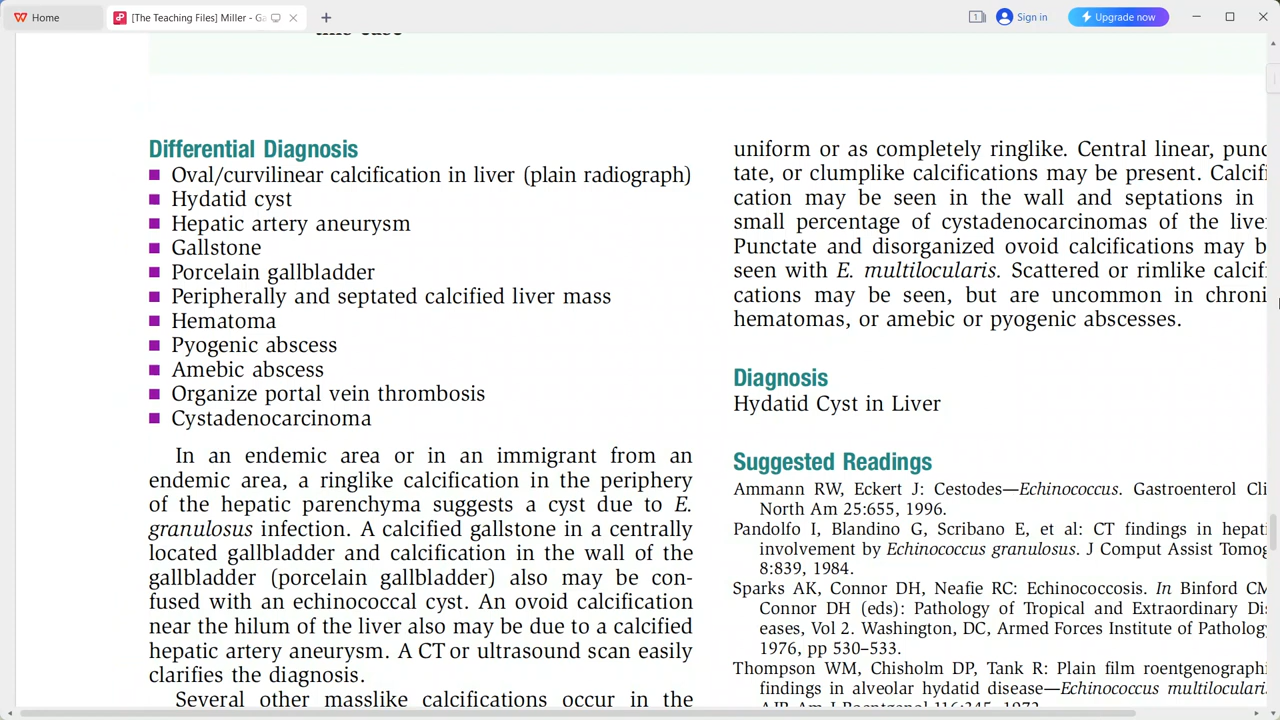 Home
[The Teaching Files] Miller - Ga
1
Sign in
Upgrade now
this case
Differential Diagnosis
Oval/curvilinear calcification in liver (plain radiograph)
Hydatid cyst
Hepatic artery aneurysm
Gallstone
Porcelain gallbladder
Peripherally and septated calcified liver mass
Hematoma
Pyogenic abscess
Amebic abscess
Organize portal vein thrombosis
Cystadenocarcinoma
In an endemic area or in an immigrant from an
endemic area, a ringlike calcification in the periphery
of the hepatic parenchyma suggests a cyst due to E.
granulosus infection. A calcified gallstone in a centrally
located gallbladder and calcification in the wall of the
gallbladder (porcelain gallbladder) also may be con-
fused with an echinococcal cyst. An ovoid calcification
near the hilum of the liver also may be due to a calcified
hepatic artery aneurysm. A CT or ultrasound scan easily
clarifies the diagnosis.
Several other masslike calcifications occur in the
uniform or as completely ringlike. Central linear, punc
tate, or clumplike calcifications may be present. Calcif
cation may be seen in the wall and septations in
small percentage of cystadenocarcinomas of the live
Punctate and disorganized ovoid calcifications may b
seen with E. multilocularis. Scattered or rimlike calcif
cations may be seen, but are uncommon in chroni
hematomas, or amebic or pyogenic abscesses.
Diagnosis
Hydatid Cyst in Liver
Suggested Readings
Ammann RW, Eckert J: Cestodes—Echinococcus. Gastroenterol Cli
North Am 25:655, 1996.
Pandolfo I, Blandino G, Scribano E, et al: CT findings in hepati
involvement by Echinococcus granulosus. J Comput Assist Tomog
8:839, 1984.
Sparks AK, Connor DH, Neafie RC: Echinococcosis. In Binford CM
Connor DH (eds): Pathology of Tropical and Extraordinary Dis
eases, Vol 2. Washington, DC, Armed Forces Institute of Patholog
1976, pp 530–533.
Thompson WM, Chisholm DP, Tank R: Plain film roentgenographi
findings in alveolar hydatid disease—Echinococcus multilocularis